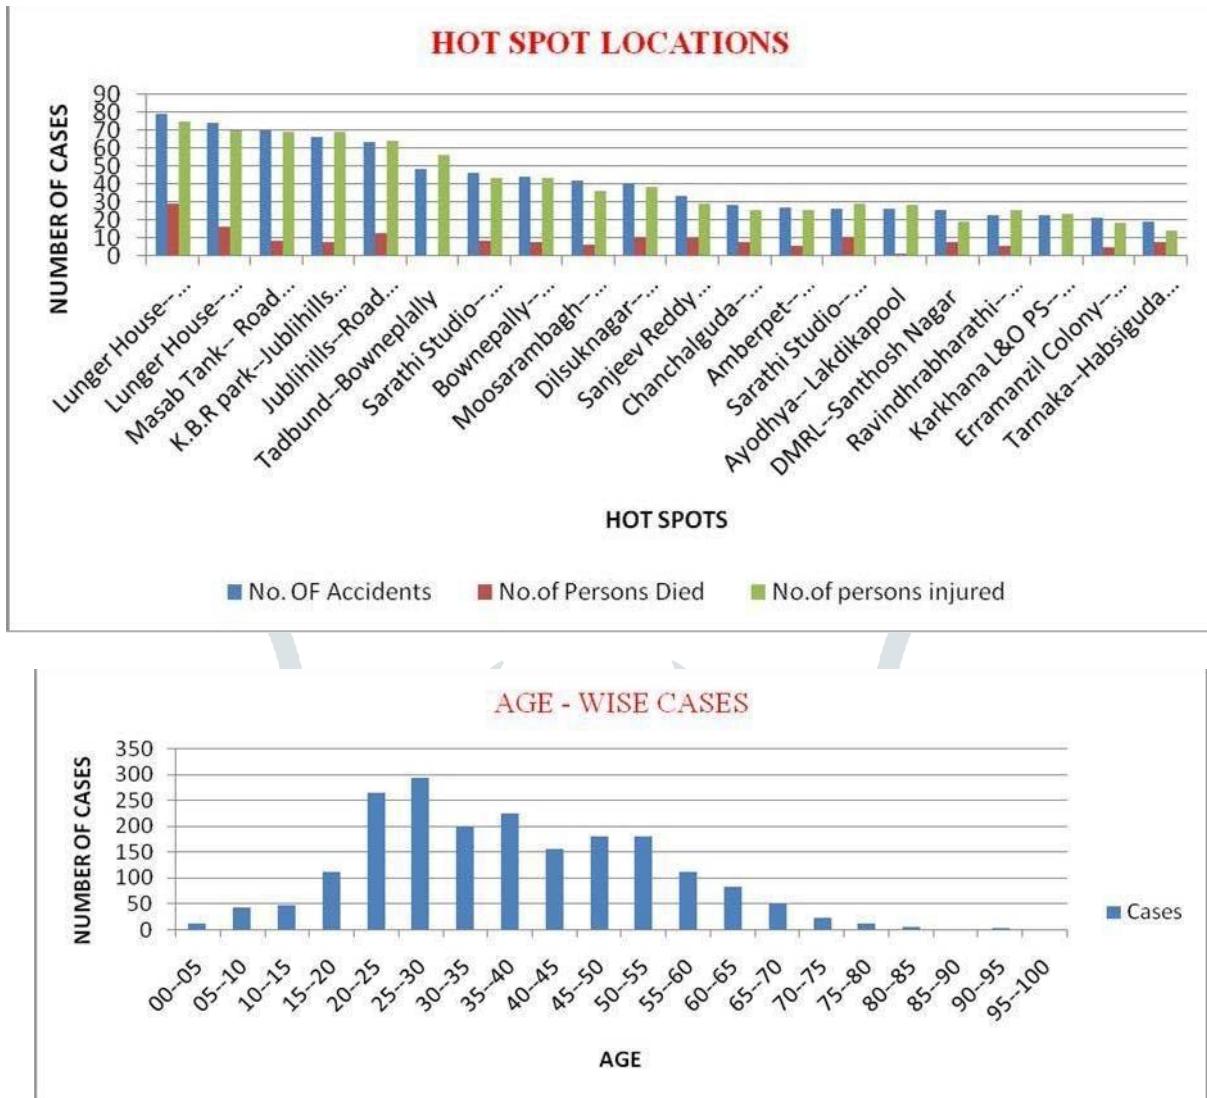 HOT SPOT LOCATIONS
NUMBER OF CASES
90
80
70
60
50
40
30
20
10
0
Lunger House--...
Lunger House--...
Masab Tank-- Road...
K.B.R park--Jublihills...
Jublihills--Road...
Tadbund--Bowneplally
Sarathi Studio--...
Bownepally--...
Moosarambagh--...
Dilsuknagar--...
Sanjeev Reddy...
Chanchalguda--...
Amberpet--...
Sarathi Studio--...
Ayodhya-- Lakdikapool
DMRL--Santhosh Nagar
Ravindhrabharathi--...
Karkhana L&O PS--...
Erramanzil Colony--...
Tarnaka--Habsiguda...
HOT SPOTS
No. OF Accidents
No.of Persons Died
No.of persons injured
AGE - WISE CASES
NUMBER OF CASES
350
300
250
200
150
100
50
0
00--05
05--10
10--15
15--20
20--25
25--30
30--35
35--40
40--45
45--50
50--55
55--60
60--65
65--70
70--75
75--80
80--85
85--90
90--95
95--100
AGE
Cases